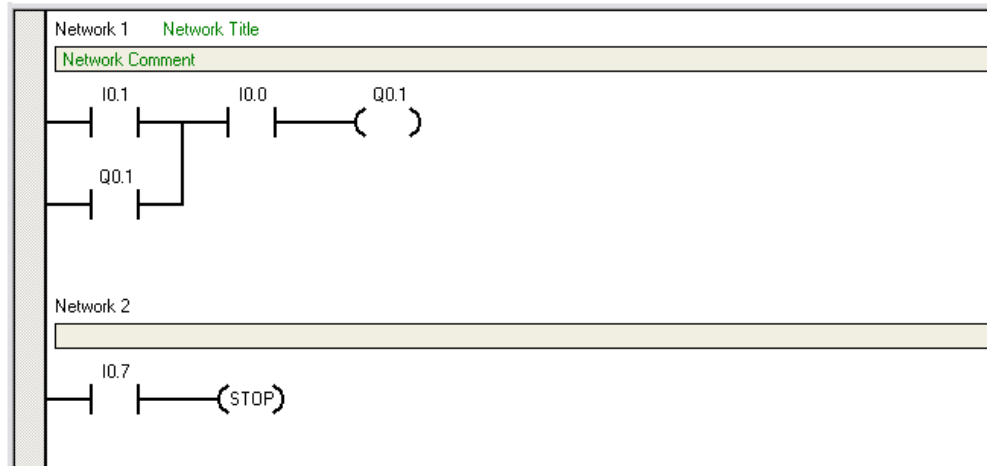 Network 1 Network Title
Network Comment
I0.1 I0.0 Q0.1
Q0.1
Network 2
I0.7
STOP